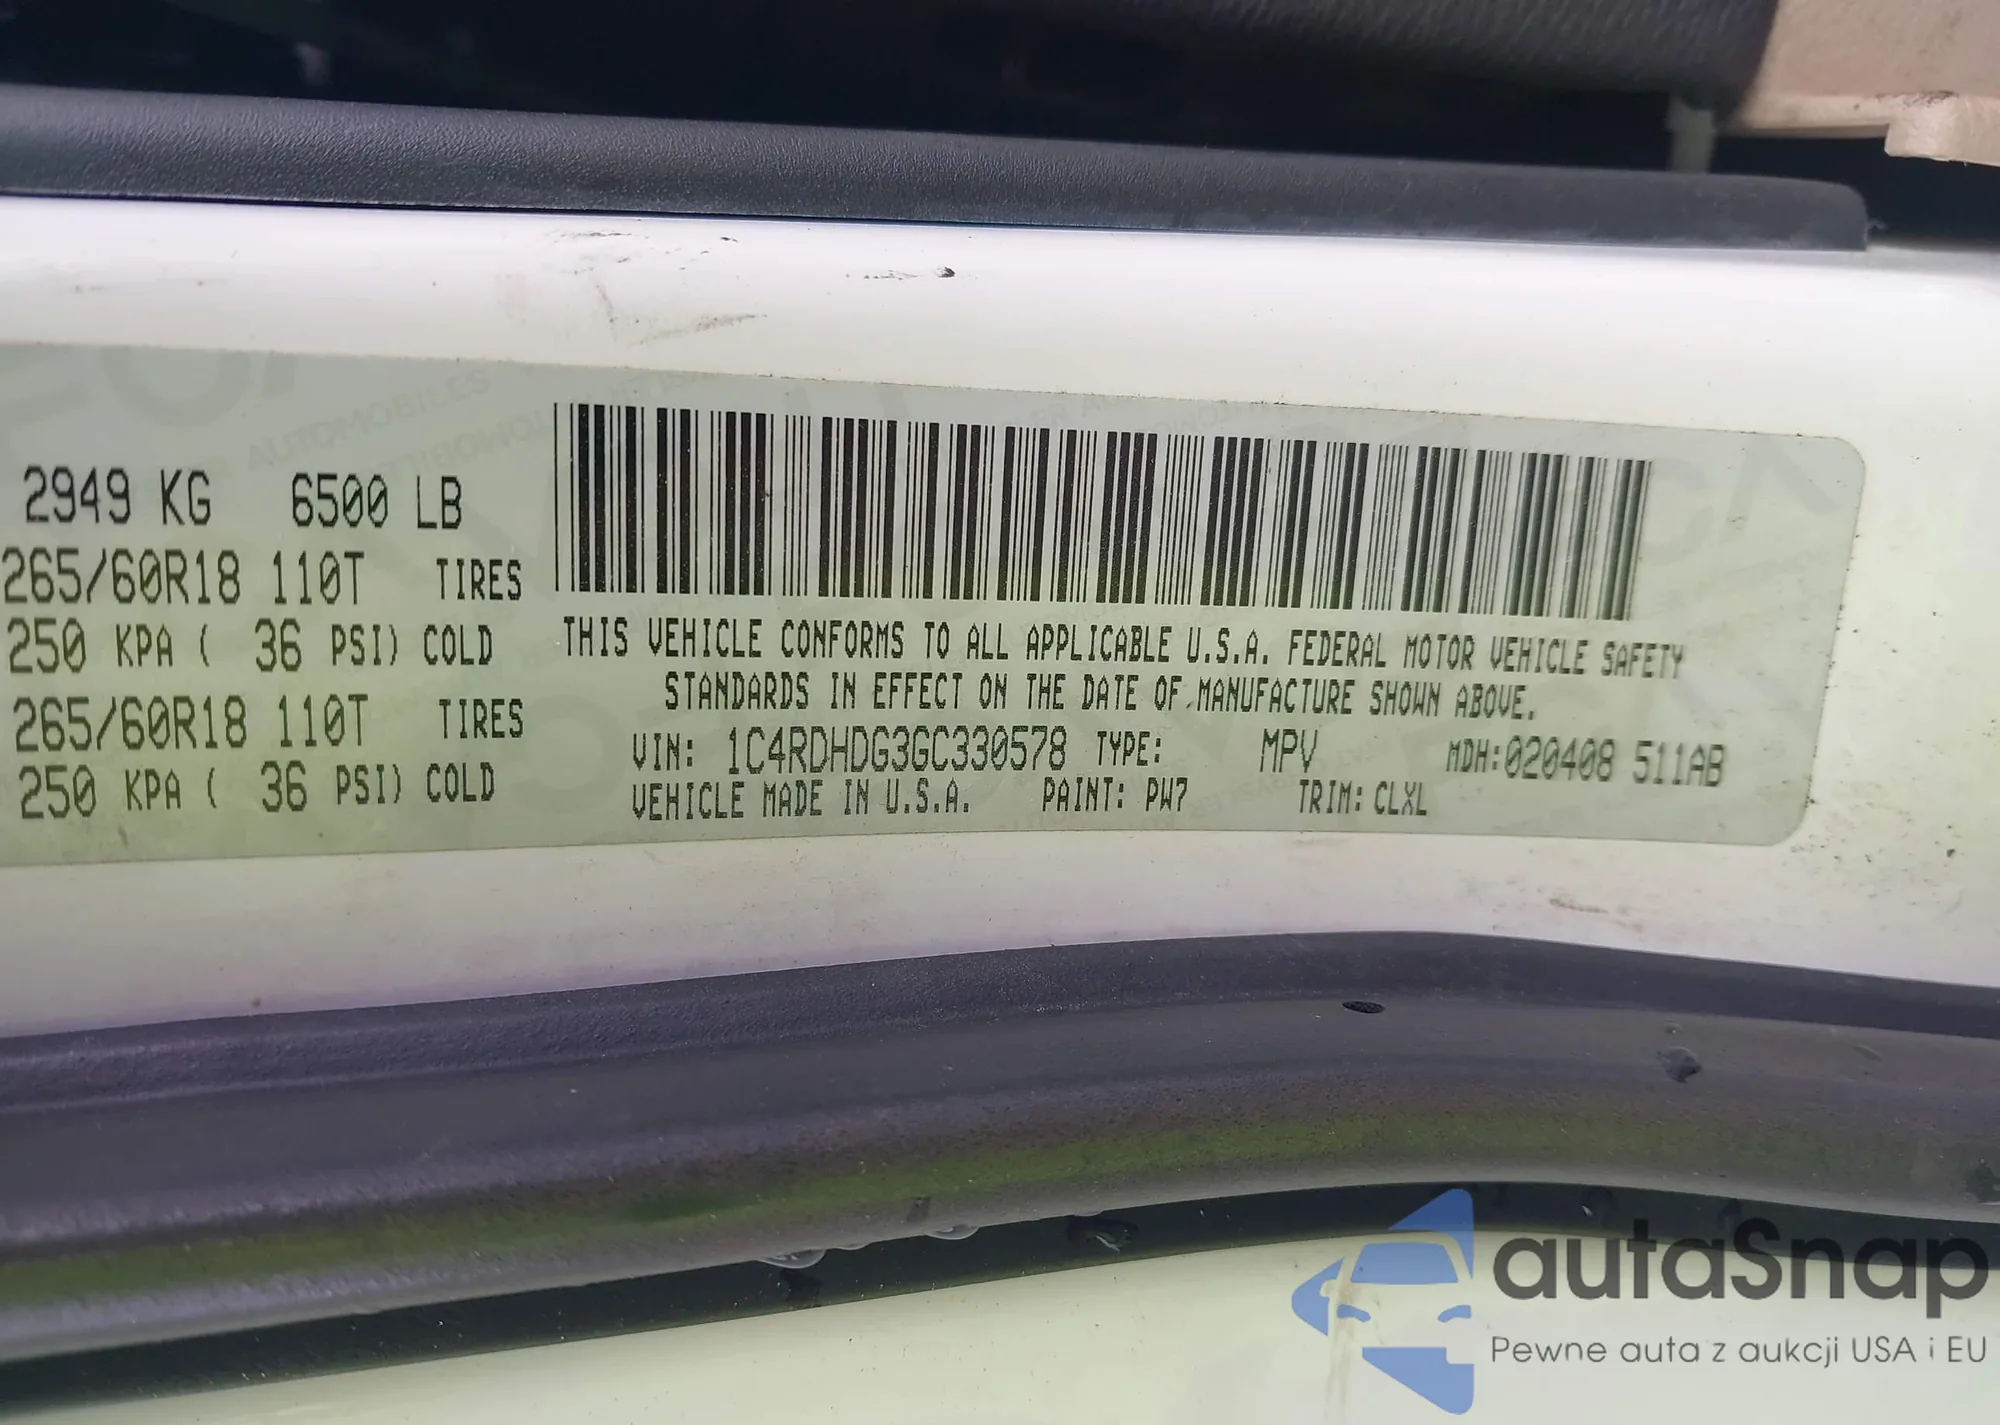 2949 KG 6500 LB
265/60R18 110T TIRES
250 KPA ( 36 PSI) COLD
265/60R18 110T TIRES
250 KPA ( 36 PSI) COLD
THIS VEHICLE CONFORMS TO ALL APPLICABLE U.S.A. FEDERAL MOTOR VEHICLE SAFETY
STANDARDS IN EFFECT ON THE DATE OF MANUFACTURE SHOWN ABOVE.
VIN: 1C4RDHDG3GC330578 TYPE: MPV MDH:020408 511AB
VEHICLE MADE IN U.S.A. PAINT: PW7 TRIM: CLXL
autaSnap
Pewne auta z aukcji USA i EU